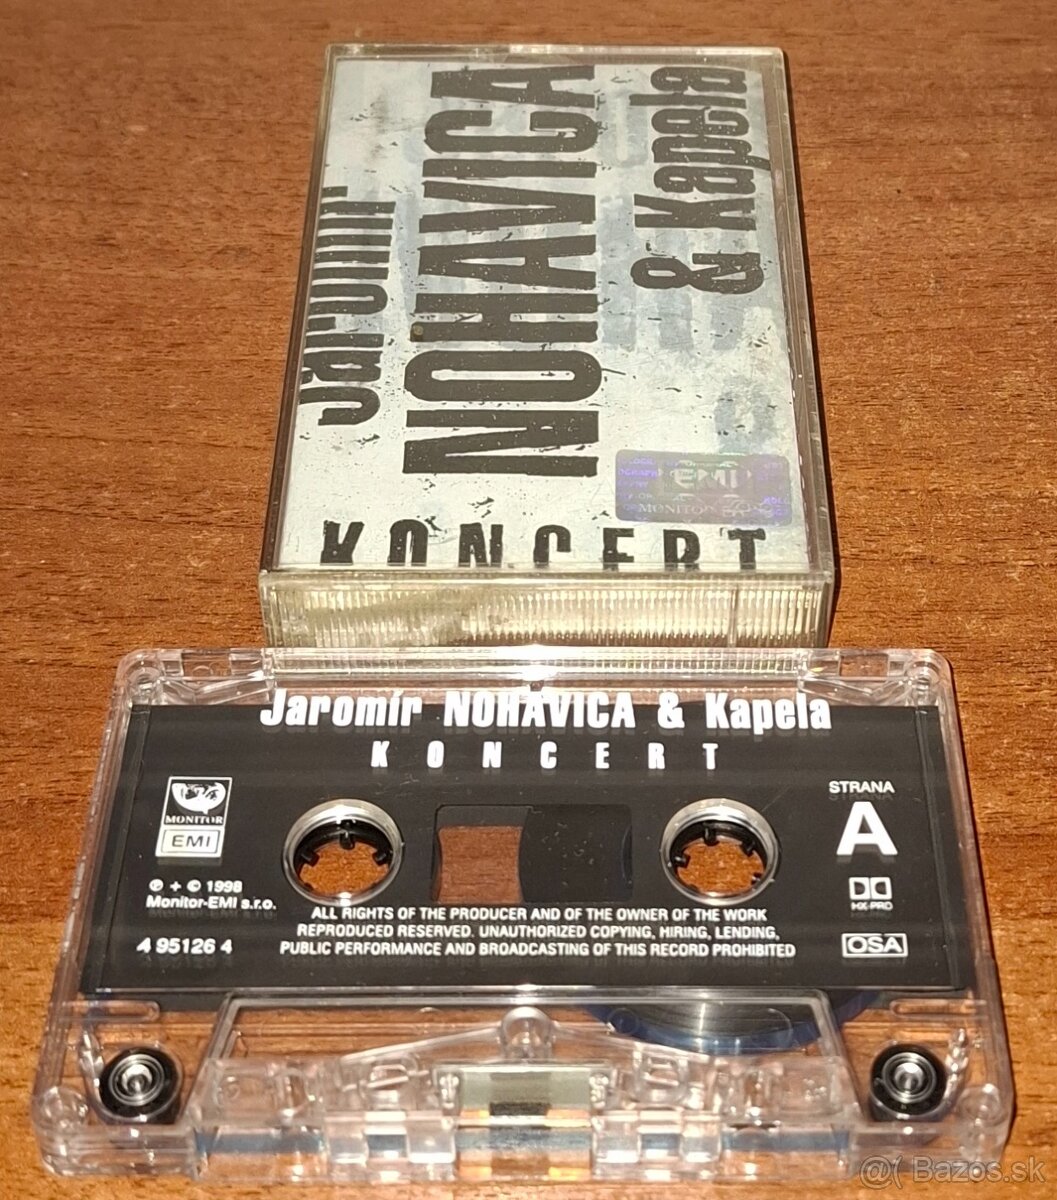 Jaromír
NOHAVICA
& Kapela
EMI
MONITOR
KONCERT
Jaromír NOHAVICA & Kapela
KONCERT
MONITOR
EMI
℗ + © 1998
Monitor-EMI s.r.o.
4 95126 4
STRANA
A
HX-PRO
OSA
ALL RIGHTS OF THE PRODUCER AND OF THE OWNER OF THE WORK
REPRODUCED RESERVED. UNAUTHORIZED COPYING, HIRING, LENDING,
PUBLIC PERFORMANCE AND BROADCASTING OF THIS RECORD PROHIBITED
@( Bazos.sk